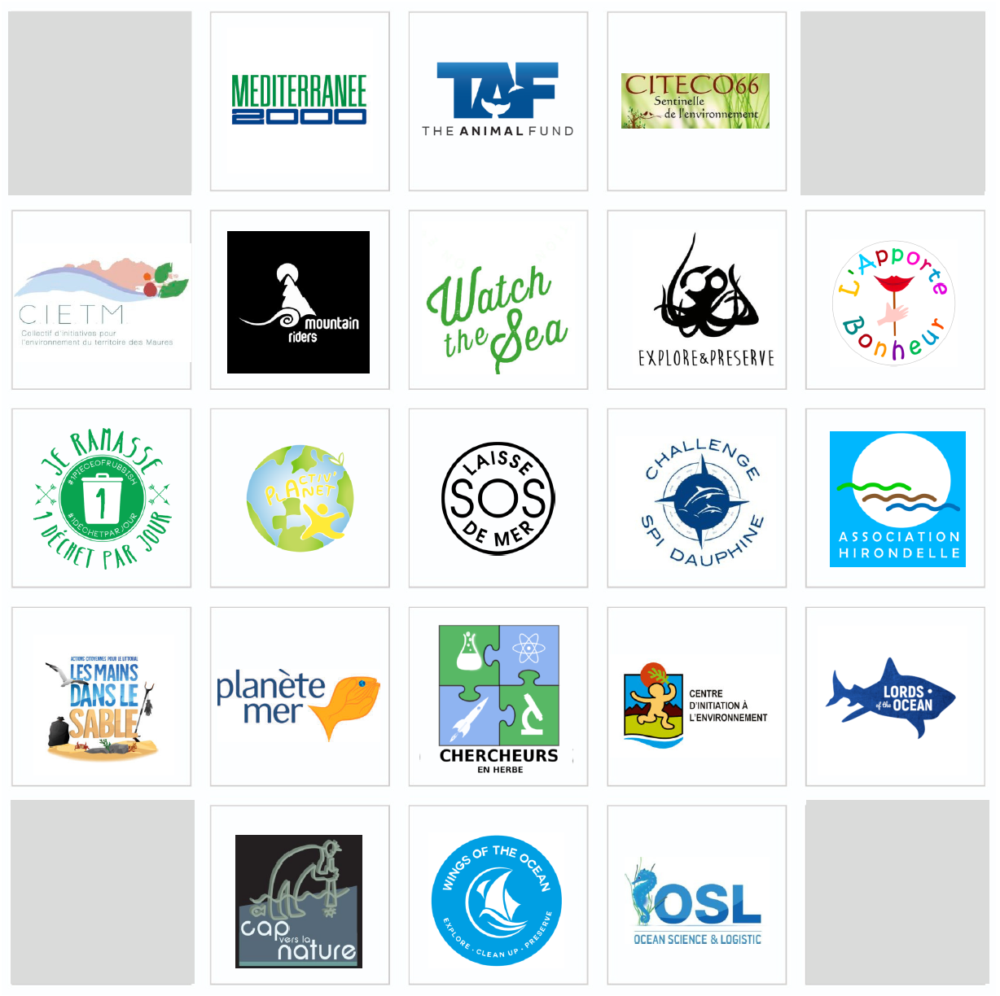 MEDITERRANEE
2000
TAF
THE ANIMAL FUND
CITECO66
Sentinelle
de l'environnement
C.I.E.T.M.
Collectif d'Initiatives pour
l'environnement du territoire des Maures
mountain
riders
Watch
the Sea
EXPLORE&PRESERVE
L'Apporte
Bonheur
JE RAMASSE
#1PIECEOFRUBBISH
1
#1DECHETPARJOUR
1 DÉCHET PAR JOUR
ACTIV'
PLANET
LAISSE
SOS
DE MER
CHALLENGE
SPI DAUPHINE
ASSOCIATION
HIRONDELLE
ACTIONS CITOYENNES POUR LE LITTORAL
LES MAINS
DANS LE
SABLE
planète
mer
CHERCHEURS
EN HERBE
CENTRE
D'INITIATION À
L'ENVIRONNEMENT
LORDS
of the OCEAN
cap
vers la
nature
WINGS OF THE OCEAN
EXPLORE · CLEAN UP · PRESERVE
OSL
OCEAN SCIENCE & LOGISTIC